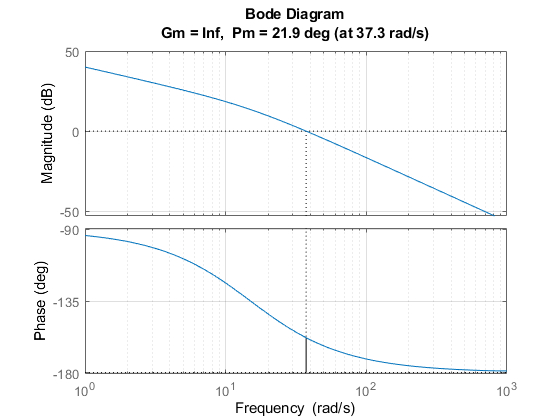 Bode Diagram
Gm = Inf,  Pm = 21.9 deg (at 37.3 rad/s)
50
0
-50
Magnitude (dB)
-90
-135
-180
Phase (deg)
10^0 10^1 10^2 10^3
Frequency  (rad/s)